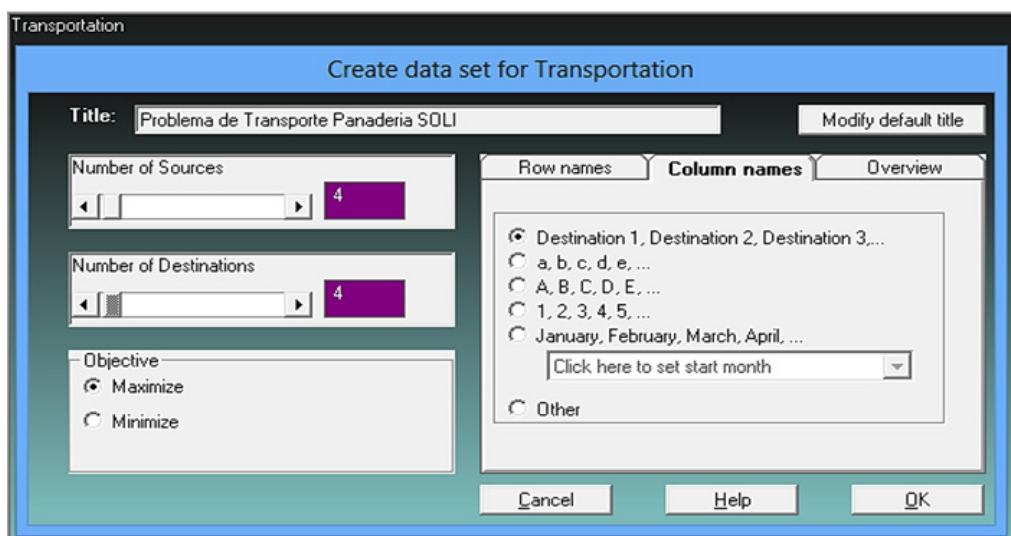 Transportation
Create data set for Transportation
Title: Problema de Transporte Panaderia SOLI
Modify default title
Number of Sources
4
Number of Destinations
4
Objective
Maximize
Minimize
Row names Column names Overview
Destination 1, Destination 2, Destination 3,...
a, b, c, d, e, ...
A, B, C, D, E, ...
1, 2, 3, 4, 5, ...
January, February, March, April, ...
Click here to set start month
Other
Cancel Help OK